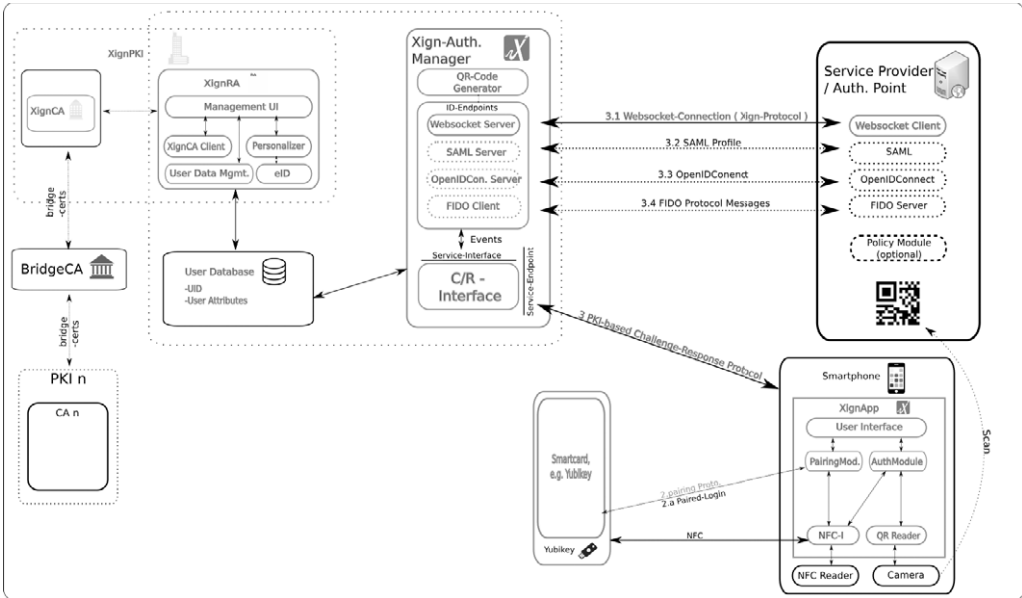 XignPKI
XignCA
XignRA
Management UI
XignCA Client
Personalizer
User Data Mgmt.
eID
bridge
-certs
BridgeCA
bridge
-certs
PKI n
CA n
User Database
-UID
-User Attributes
Xign-Auth.
Manager
QR-Code
Generator
ID-Endpoints
Websocket Server
SAML Server
OpenIDCon. Server
FIDO Client
Events
Service-Interface
C/R -
Interface
Service-Endpoint
3.1 Websocket-Connection ( Xign-Protocol )
3.2 SAML Profile
3.3 OpenIDConenct
3.4 FIDO Protocol Messages
3 PKI-based Challenge-Response Protocol
Service Provider
/ Auth. Point
Websocket Client
SAML
OpenIDConnect
FIDO Server
Policy Module
(optional)
Scan
Smartphone
XignApp
User Interface
PairingMod.
AuthModule
NFC-I
QR Reader
NFC Reader
Camera
Smartcard,
e.g. Yubikey
Yubikey
2.pairing Proto.
2.a Paired-Login
NFC